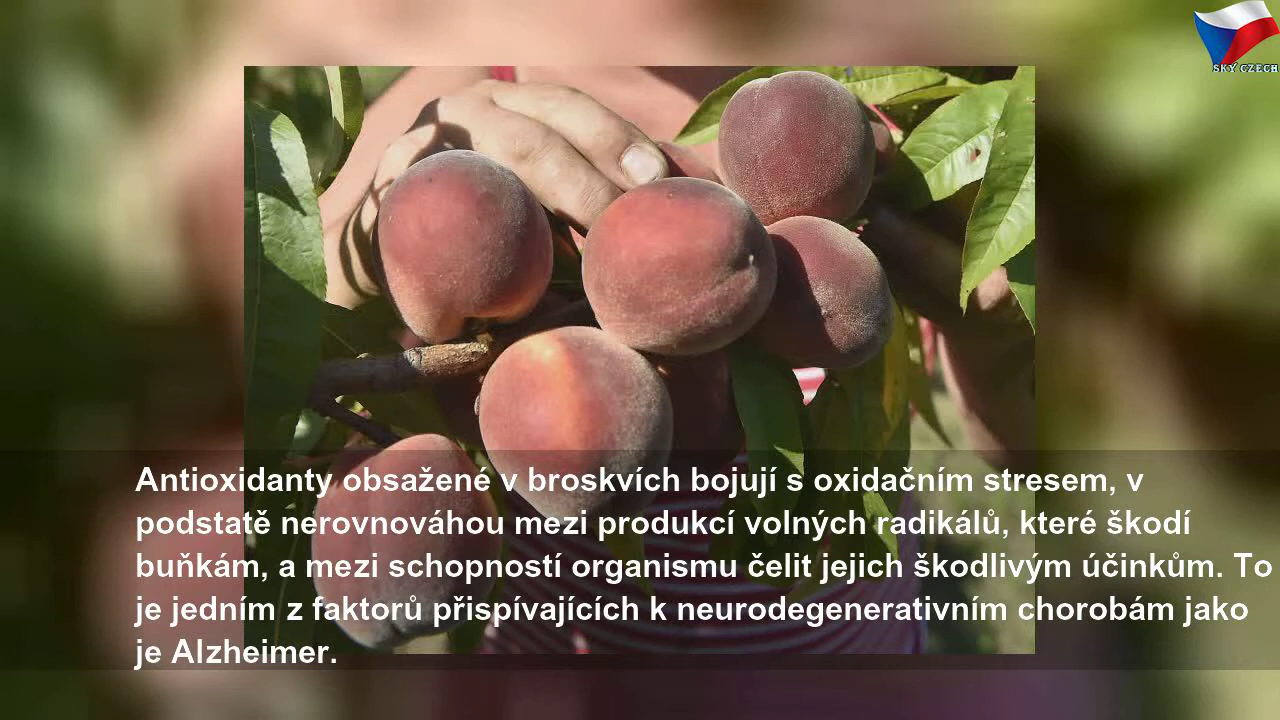 SKY CZECH
Antioxidanty obsažené v broskvích bojují s oxidačním stresem, v
podstatě nerovnováhou mezi produkcí volných radikálů, které škodí
buňkám, a mezi schopností organismu čelit jejich škodlivým účinkům. To
je jedním z faktorů přispívajících k neurodegenerativním chorobám jako
je Alzheimer.